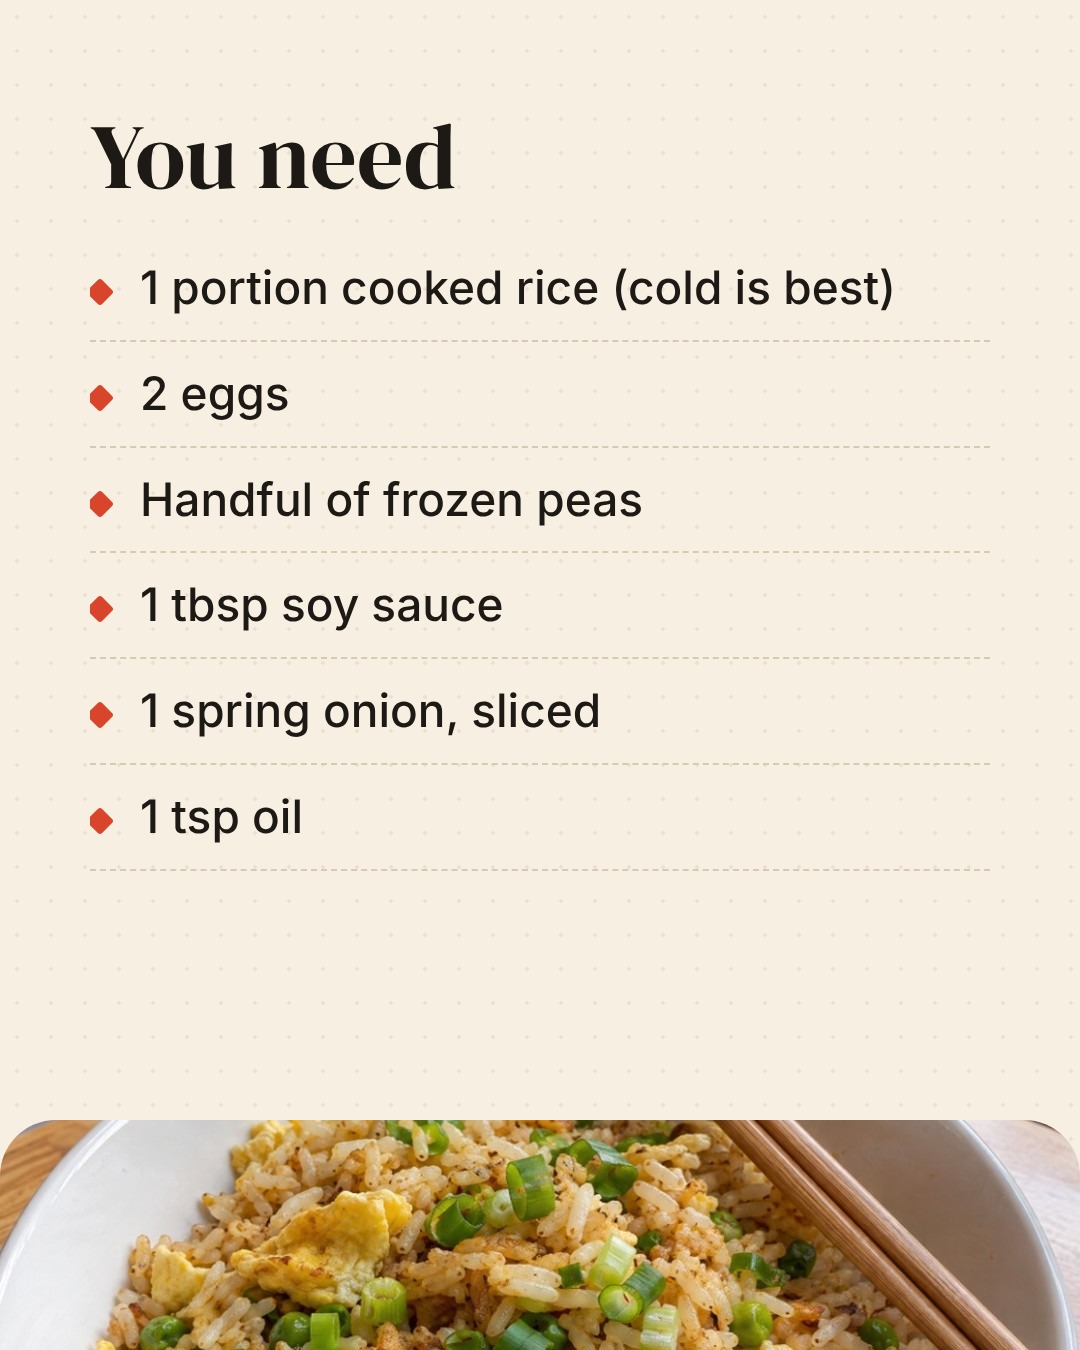 You need
1 portion cooked rice (cold is best)
2 eggs
Handful of frozen peas
1 tbsp soy sauce
1 spring onion, sliced
1 tsp oil